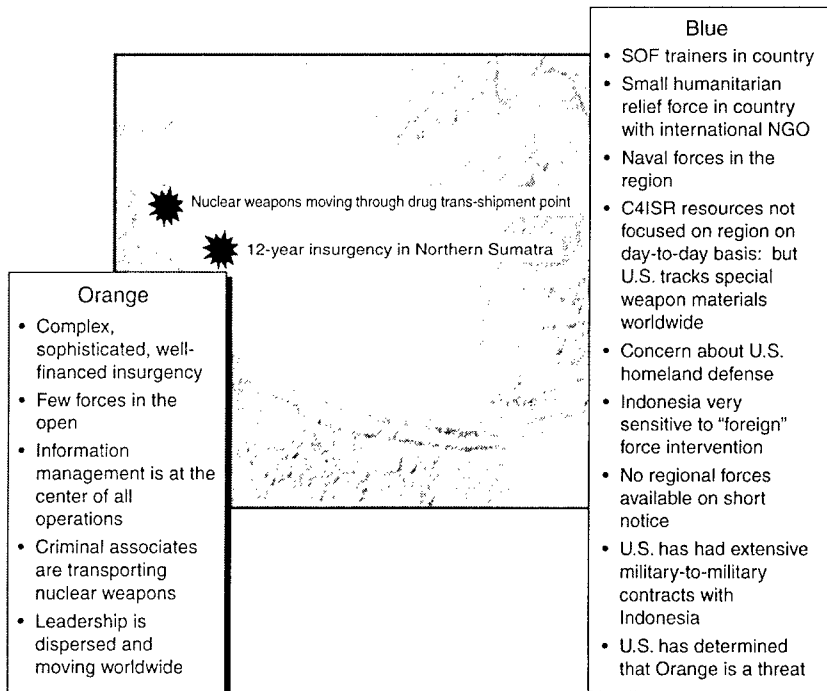 Nuclear weapons moving through drug trans-shipment point
12-year insurgency in Northern Sumatra
Orange
• Complex,
sophisticated, well-
financed insurgency
• Few forces in the
open
• Information
management is at the
center of all
operations
• Criminal associates
are transporting
nuclear weapons
• Leadership is
dispersed and
moving worldwide
Blue
• SOF trainers in country
• Small humanitarian
relief force in country
with international NGO
• Naval forces in the
region
• C4ISR resources not
focused on region on
day-to-day basis: but
U.S. tracks special
weapon materials
worldwide
• Concern about U.S.
homeland defense
• Indonesia very
sensitive to “foreign”
force intervention
• No regional forces
available on short
notice
• U.S. has had extensive
military-to-military
contracts with
Indonesia
• U.S. has determined
that Orange is a threat